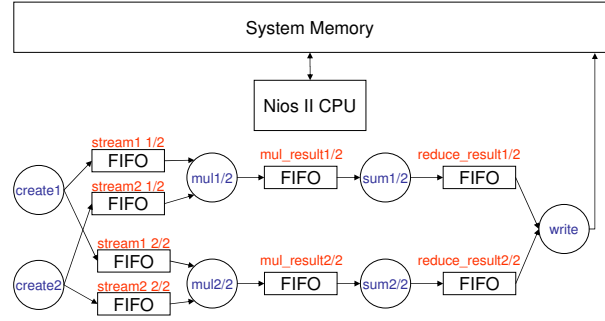 System Memory
Nios II CPU
stream1 1/2
FIFO
stream2 1/2
FIFO
create1
mul1/2
mul_result1/2
FIFO
sum1/2
reduce_result1/2
FIFO
write
stream1 2/2
FIFO
stream2 2/2
FIFO
create2
mul2/2
mul_result2/2
FIFO
sum2/2
reduce_result2/2
FIFO